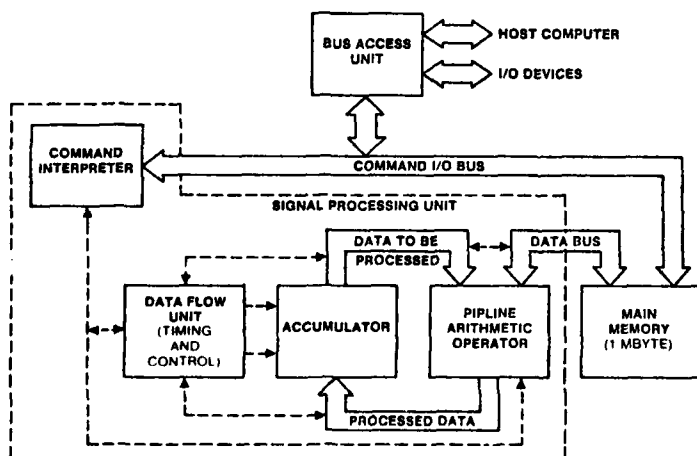 BUS ACCESS
UNIT
HOST COMPUTER
I/O DEVICES
COMMAND
INTERPRETER
COMMAND I/O BUS
SIGNAL PROCESSING UNIT
DATA TO BE
PROCESSED
DATA BUS
DATA FLOW
UNIT
(TIMING
AND
CONTROL)
ACCUMULATOR
PIPLINE
ARITHMETIC
OPERATOR
MAIN
MEMORY
(1 MBYTE)
PROCESSED DATA